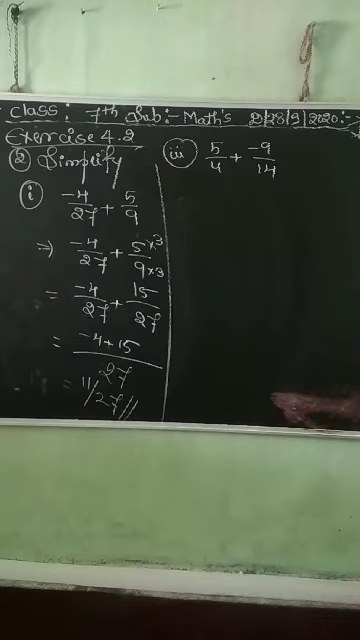 Class: 7th Sub:- Maths D/28/9/2020:-
Exercise 4.2
② Simplify
i -4/27 + 5/9
⇒ -4/27 + 5×3/9×3
= -4/27 + 15/27
= -4+15/27
= 11/27//
iii 5/4 + -9/14